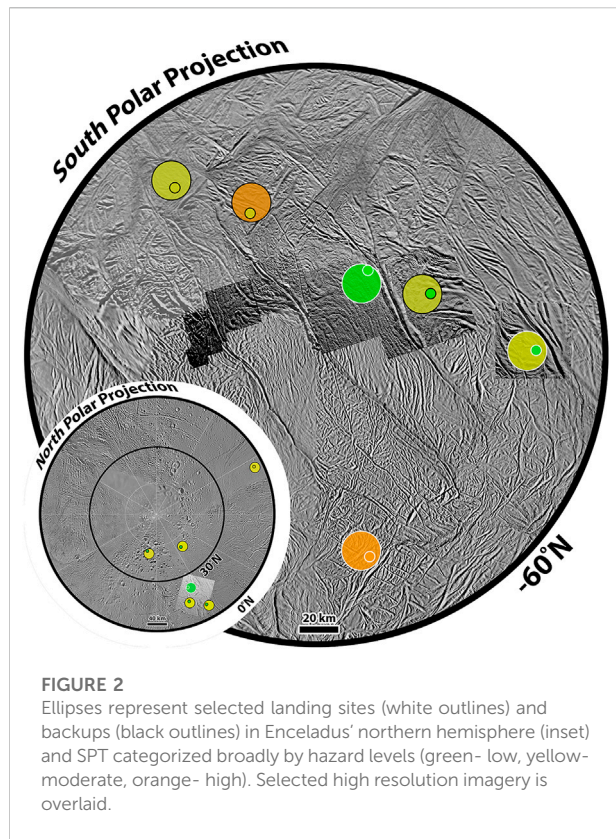 South Polar Projection
North Polar Projection
30°N
0°N
40 km
20 km
-60°N
FIGURE 2
Ellipses represent selected landing sites (white outlines) and
backups (black outlines) in Enceladus’ northern hemisphere (inset)
and SPT categorized broadly by hazard levels (green- low, yellow-
moderate, orange- high). Selected high resolution imagery is
overlaid.